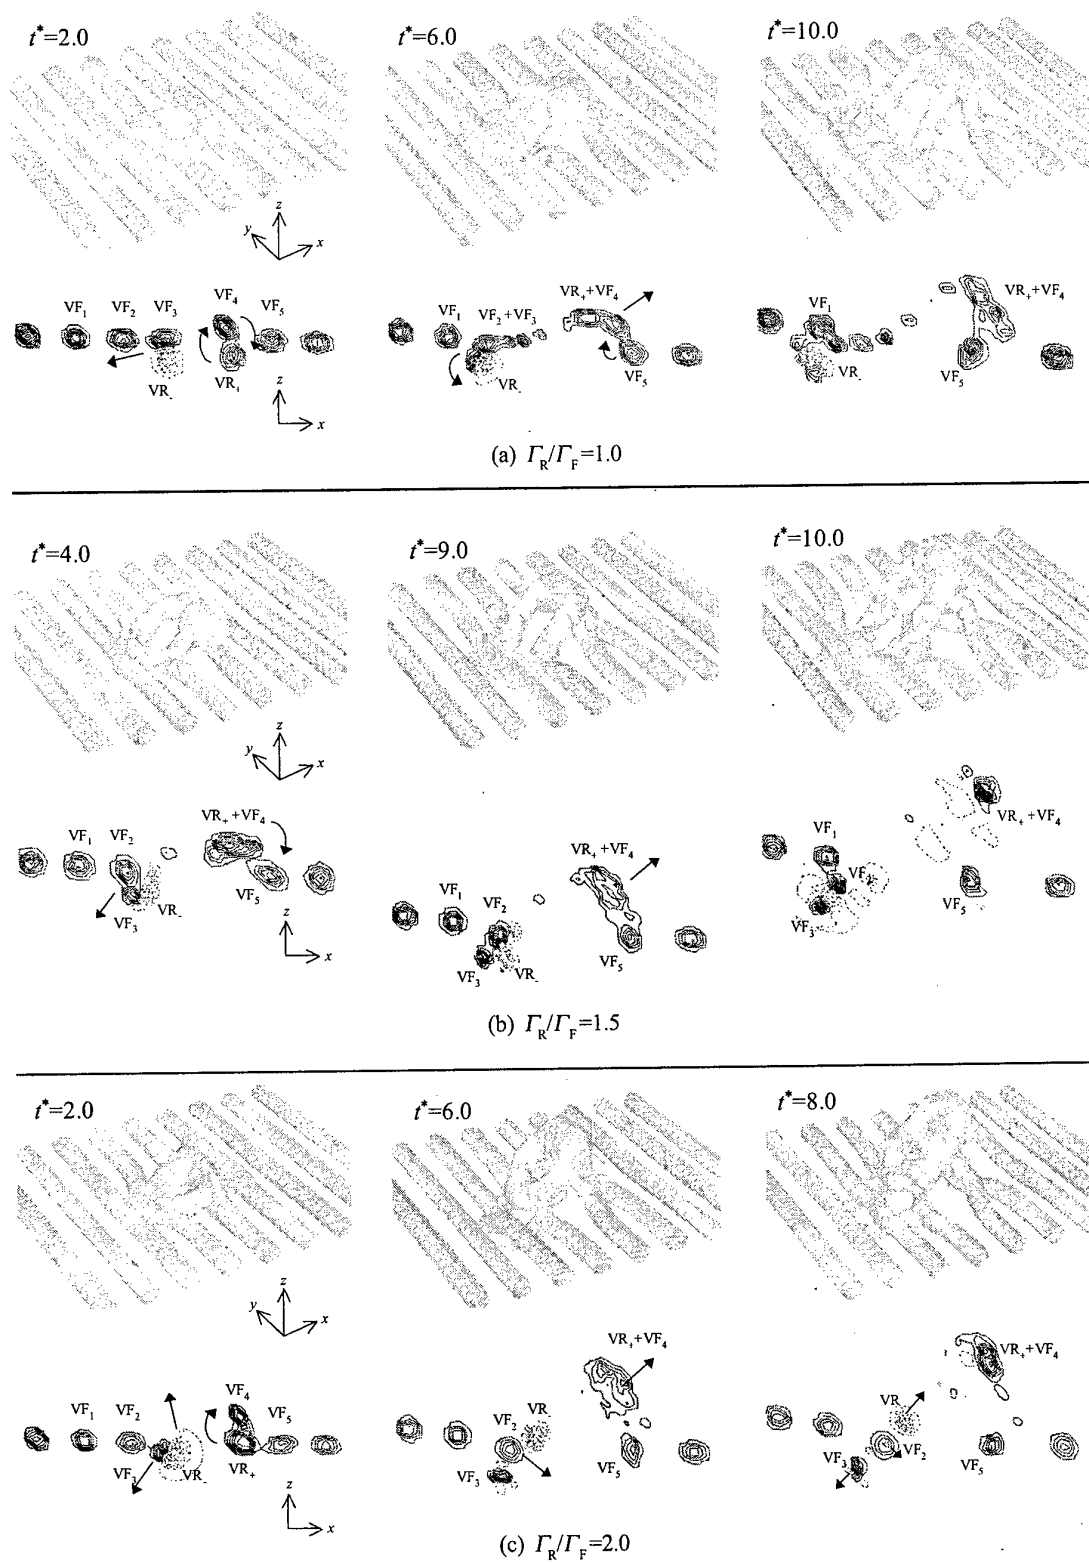 t*=2.0 t*=6.0 t*=10.0
z
y
x
VF4 VR+ +VF4 VR+ +VF4
VF1 VF2 VF3 VF5 VF1 VF2 +VF3 VF1
VR- VR+ VR- VF5 VR- VF5
z
x
(a) ΓR/ΓF=1.0
t*=4.0 t*=9.0 t*=10.0
z
y
x
VR+ +VF4
VF1 VF2 VR+ +VF4 VR+ +VF4
VF5 VF1 VF2 VF1
VF3 VR- VF5
z VF3 VR- VF5 VF3
x
(b) ΓR/ΓF=1.5
t*=2.0 t*=6.0 t*=8.0
z
y
x
VR+ +VF4 VR+ +VF4
VF4
VF1 VF2 VF5 VF2 VR- VR-
VF3 VR- VR+ VF3 VF5 VF3 VF2 VF5
z
x
(c) ΓR/ΓF=2.0